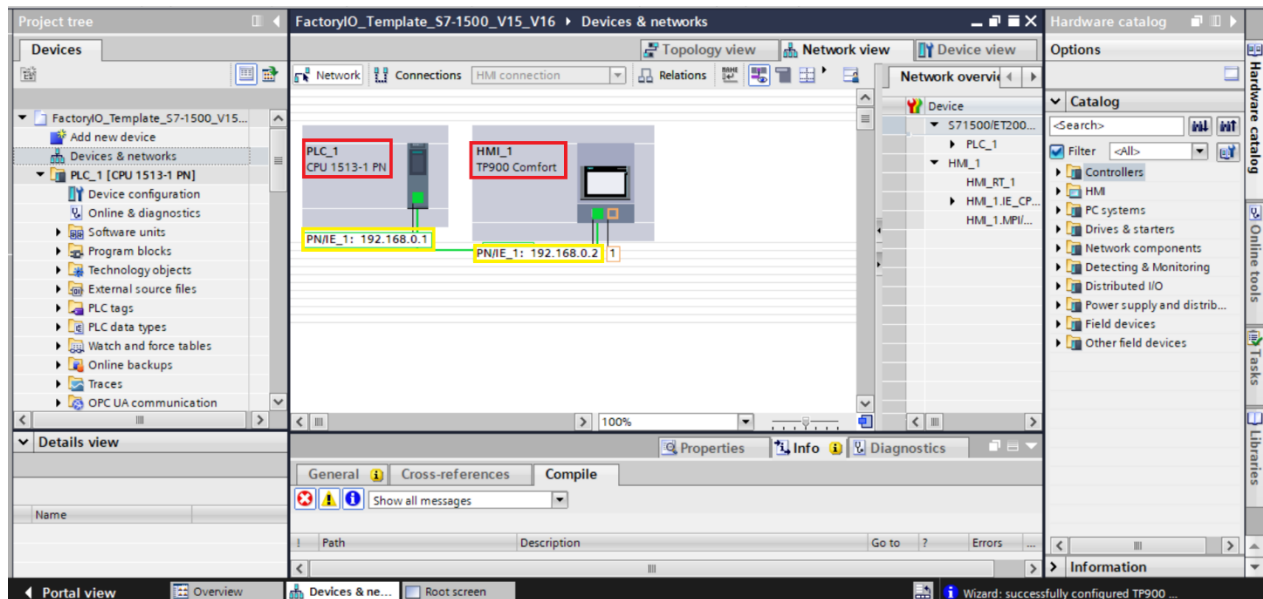 Project tree
Devices
FactoryIO_Template_S7-1500_V15...
Add new device
Devices & networks
PLC_1 [CPU 1513-1 PN]
Device configuration
Online & diagnostics
Software units
Program blocks
Technology objects
External source files
PLC tags
PLC data types
Watch and force tables
Online backups
Traces
OPC UA communication
Details view
Name
FactoryIO_Template_S7-1500_V15_V16 ▸ Devices & networks
Topology view
Network view
Device view
Network
Connections
HMI connection
Relations
PLC_1
CPU 1513-1 PN
HMI_1
TP900 Comfort
PN/IE_1: 192.168.0.1
PN/IE_1: 192.168.0.2
1
100%
Network overvie
Device
S71500/ET200...
PLC_1
HMI_1
HMI_RT_1
HMI_1.IE_CP...
HMI_1.MPI/...
Properties
Info
Diagnostics
General
Cross-references
Compile
Show all messages
! Path Description Go to ? Errors ...
Hardware catalog
Options
Catalog
<Search>
Filter <All>
Controllers
HMI
PC systems
Drives & starters
Network components
Detecting & Monitoring
Distributed I/O
Power supply and distrib...
Field devices
Other field devices
Information
Hardware catalog
Online tools
Tasks
Libraries
Portal view
Overview
Devices & ne...
Root screen
Wizard: successfully configured TP900 ...